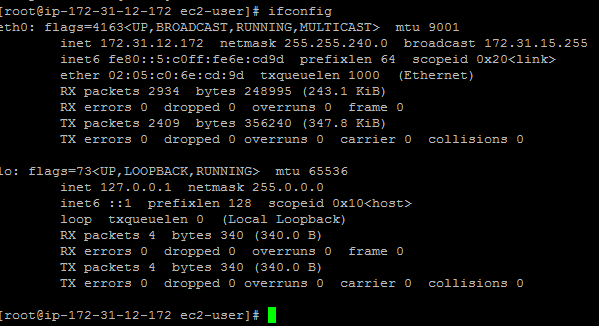 [root@ip-172-31-12-172 ec2-user]# ifconfig
eth0: flags=4163<UP,BROADCAST,RUNNING,MULTICAST>  mtu 9001
        inet 172.31.12.172  netmask 255.255.240.0  broadcast 172.31.15.255
        inet6 fe80::5:c0ff:fe6e:cd9d  prefixlen 64  scopeid 0x20<link>
        ether 02:05:c0:6e:cd:9d  txqueuelen 1000  (Ethernet)
        RX packets 2934  bytes 248995 (243.1 KiB)
        RX errors 0  dropped 0  overruns 0  frame 0
        TX packets 2409  bytes 356240 (347.8 KiB)
        TX errors 0  dropped 0 overruns 0  carrier 0  collisions 0

lo: flags=73<UP,LOOPBACK,RUNNING>  mtu 65536
        inet 127.0.0.1  netmask 255.0.0.0
        inet6 ::1  prefixlen 128  scopeid 0x10<host>
        loop  txqueuelen 0  (Local Loopback)
        RX packets 4  bytes 340 (340.0 B)
        RX errors 0  dropped 0  overruns 0  frame 0
        TX packets 4  bytes 340 (340.0 B)
        TX errors 0  dropped 0 overruns 0  carrier 0  collisions 0

[root@ip-172-31-12-172 ec2-user]#